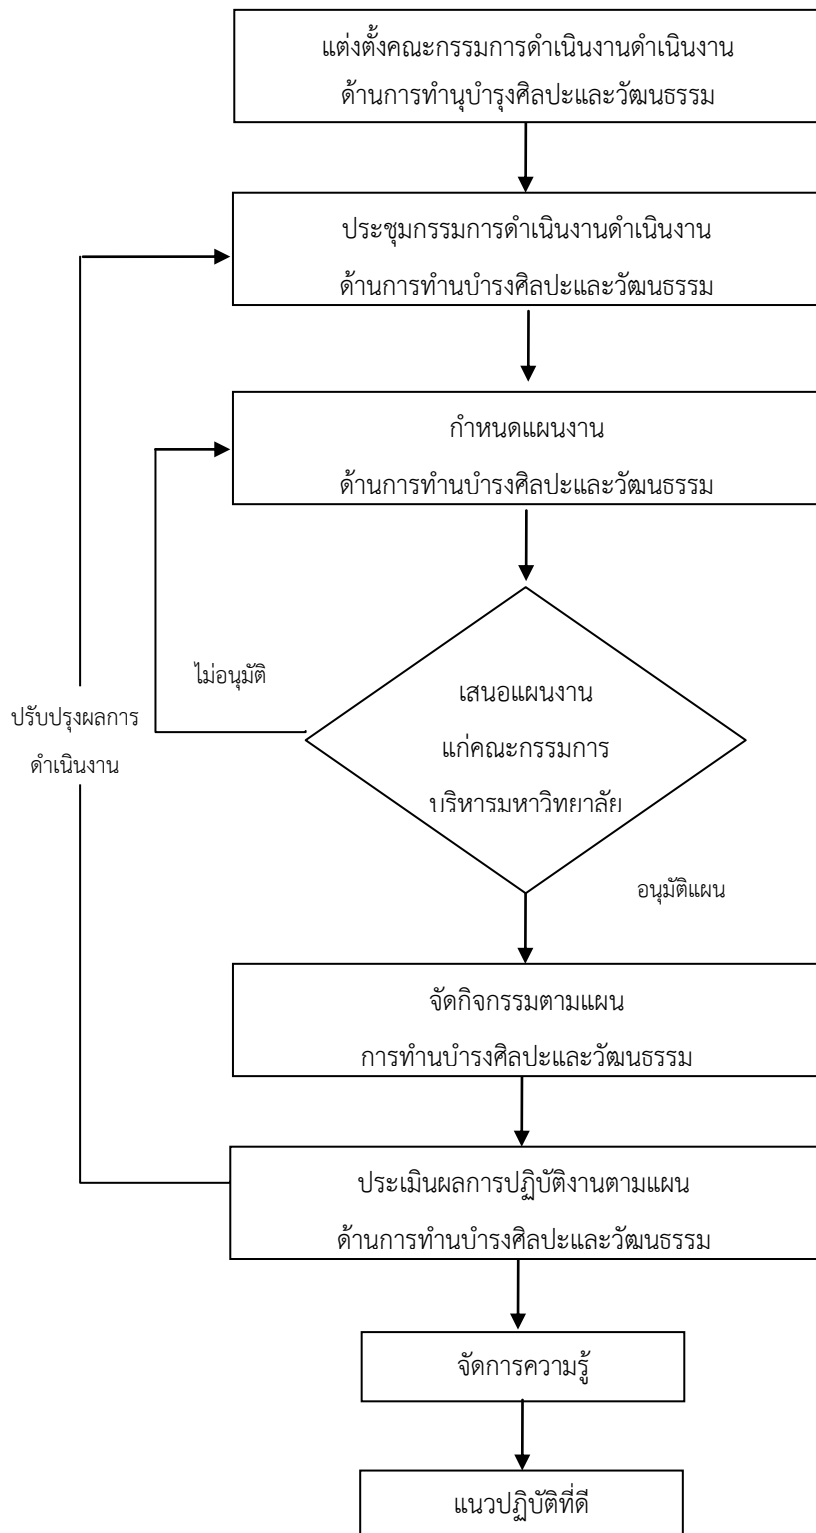 แต่งตั้งคณะกรรมการดำเนินงานดำเนินงาน
ด้านการทำนุบำรุงศิลปะและวัฒนธรรม
ประชุมกรรมการดำเนินงานดำเนินงาน
ด้านการทำนุบำรุงศิลปะและวัฒนธรรม
กำหนดแผนงาน
ด้านการทำนุบำรุงศิลปะและวัฒนธรรม
ไม่อนุมัติ
เสนอแผนงาน
แก่คณะกรรมการ
บริหารมหาวิทยาลัย
ปรับปรุงผลการ
ดำเนินงาน
อนุมัติแผน
จัดกิจกรรมตามแผน
การทำนุบำรุงศิลปะและวัฒนธรรม
ประเมินผลการปฏิบัติงานตามแผน
ด้านการทำนุบำรุงศิลปะและวัฒนธรรม
จัดการความรู้
แนวปฏิบัติที่ดี